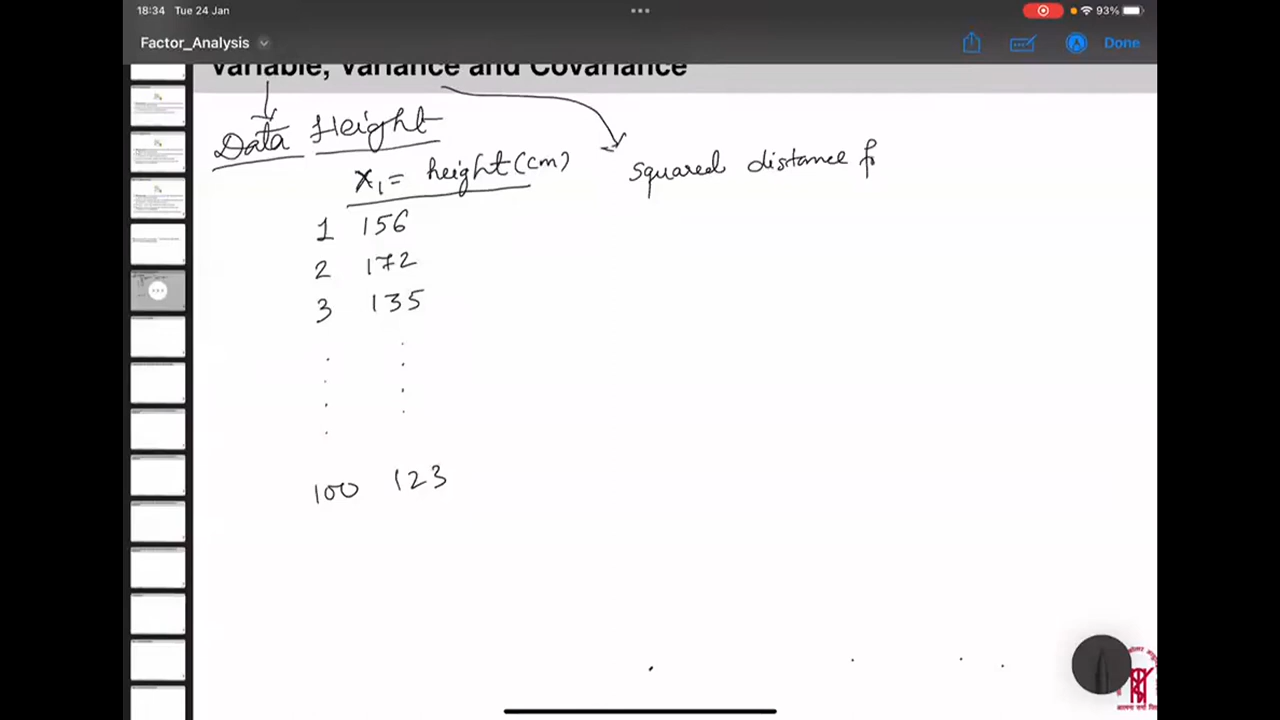 18:34 Tue 24 Jan
93%
Factor_Analysis
Done
Variable, Variance and Covariance
Data Height
x₁= height(cm)
squared distance f
1 156
2 172
3 135
100 123